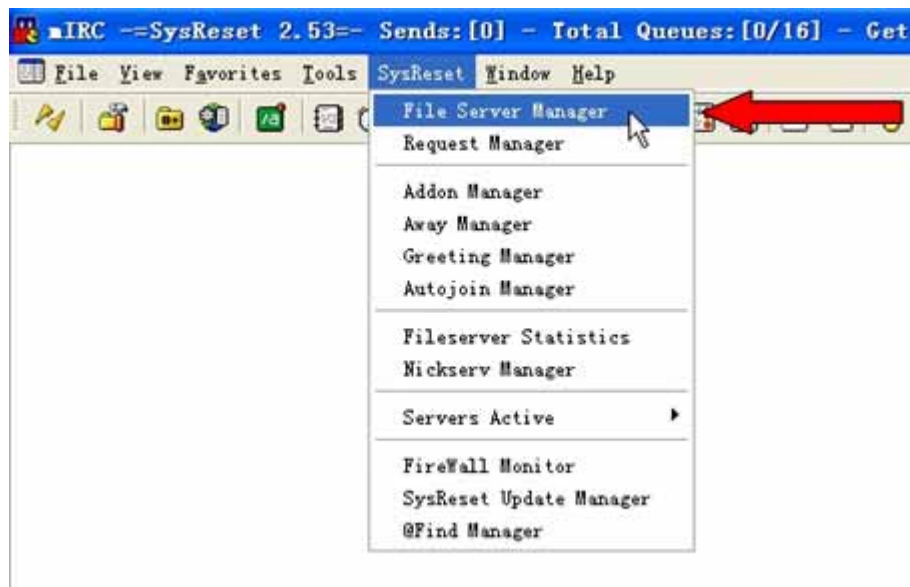 mIRC -=SysReset 2.53=- Sends:[0] - Total Queues:[0/16] - Get
File View Favorites Tools SysReset Window Help
File Server Manager
Request Manager
Addon Manager
Away Manager
Greeting Manager
Autojoin Manager
Fileserver Statistics
Nickserv Manager
Servers Active
FireWall Monitor
SysReset Update Manager
@Find Manager